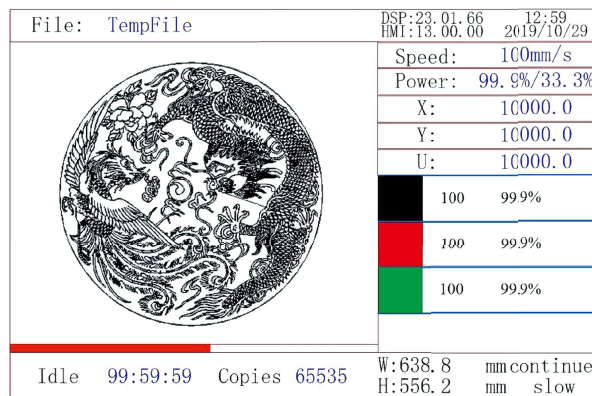 File: TempFile
DSP:23.01.66 12:59
HMI:13.00.00 2019/10/29
Speed: 100mm/s
Power: 99.9%/33.3%
X: 10000.0
Y: 10000.0
U: 10000.0
100 99.9%
100 99.9%
100 99.9%
Idle 99:59:59 Copies 65535
W:638.8 mm continue
H:556.2 mm slow